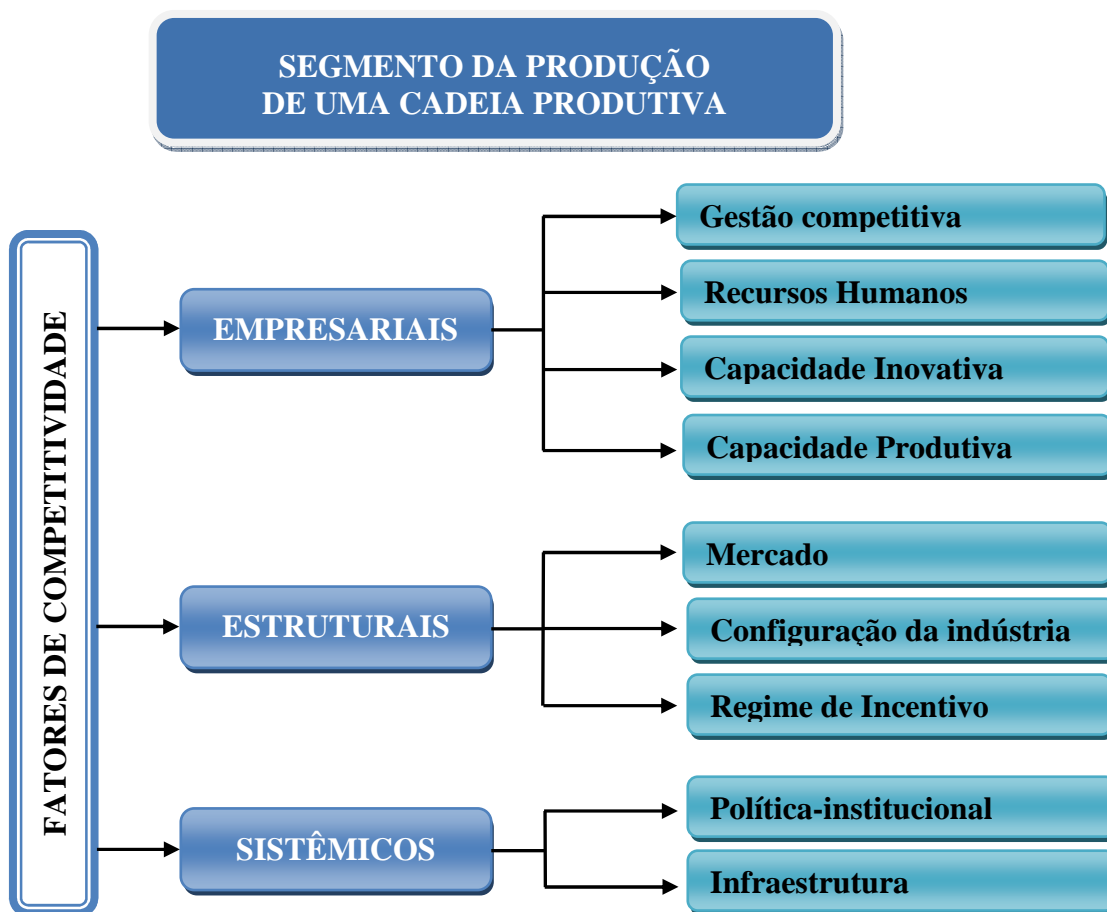 SEGMENTO DA PRODUÇÃO
DE UMA CADEIA PRODUTIVA
FATORES DE COMPETITIVIDADE
EMPRESARIAIS
Gestão competitiva
Recursos Humanos
Capacidade Inovativa
Capacidade Produtiva
ESTRUTURAIS
Mercado
Configuração da indústria
Regime de Incentivo
SISTÊMICOS
Política-institucional
Infraestrutura